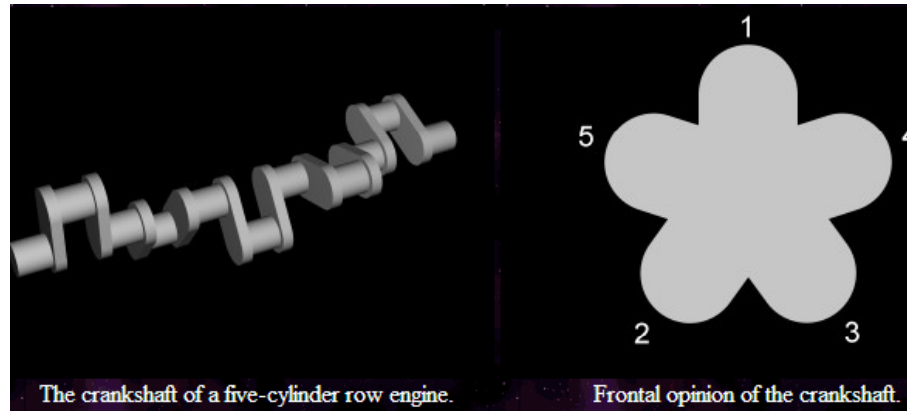 1
5
4
2
3
The crankshaft of a five-cylinder row engine.
Frontal opinion of the crankshaft.